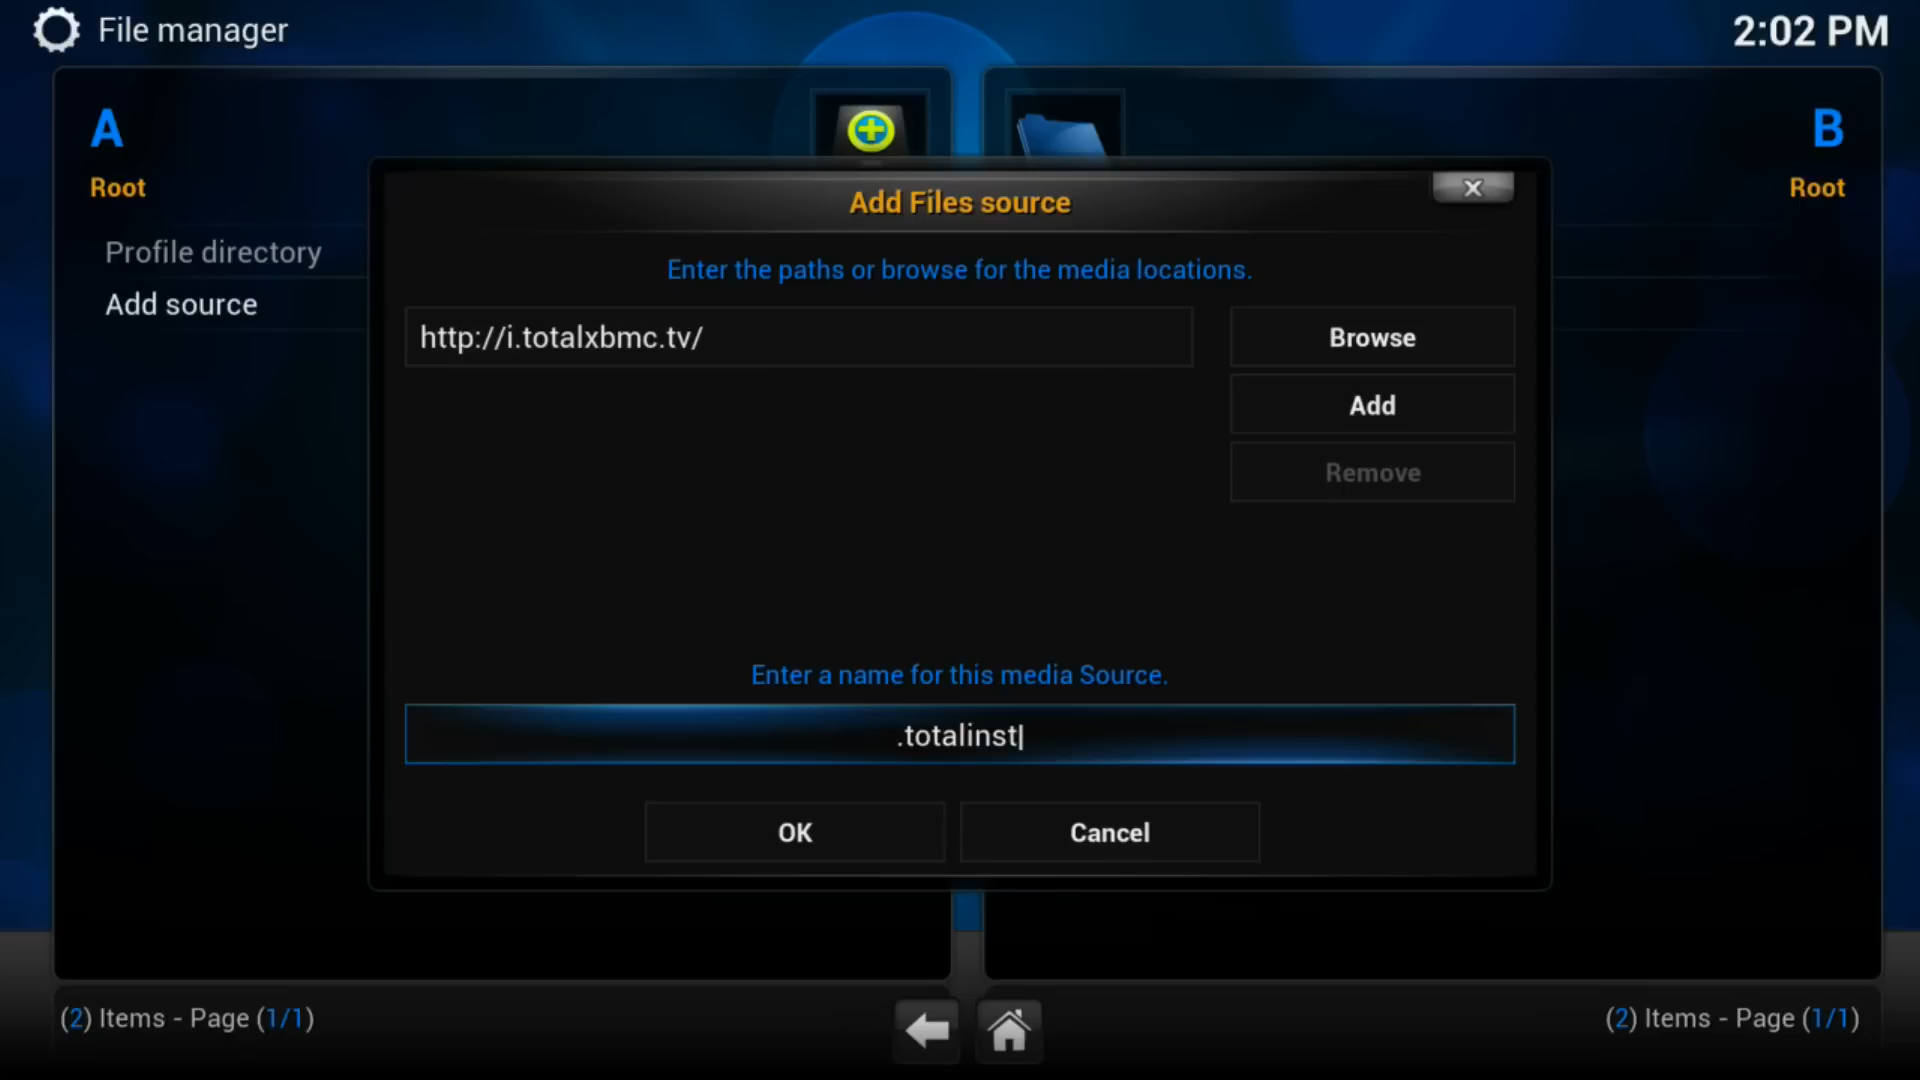 File manager
2:02 PM
A
B
Root
Root
Profile directory
Add source
Add Files source
Enter the paths or browse for the media locations.
http://i.totalxbmc.tv/
Browse
Add
Remove
Enter a name for this media Source.
.totalinst
OK
Cancel
(2) Items - Page (1/1)
(2) Items - Page (1/1)